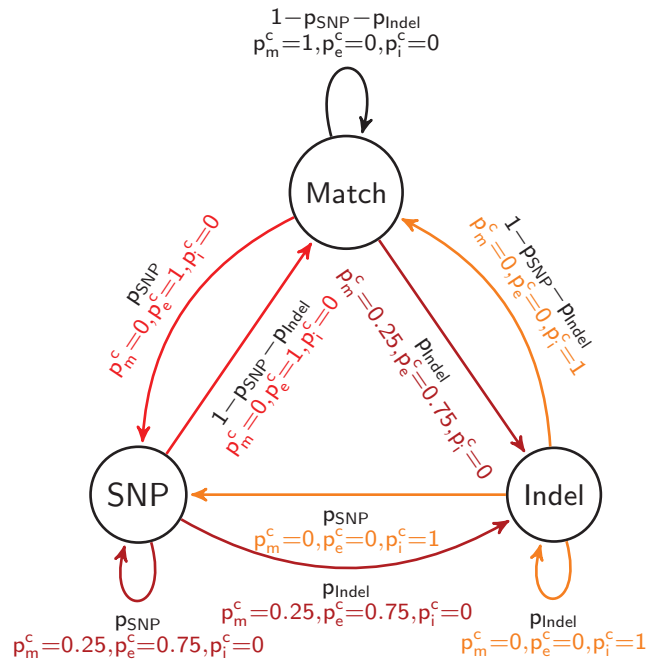 1−pSNP−pIndel
pᶜₘ=1,pᶜₑ=0,pᶜᵢ=0
Match
pSNP
pᶜₘ=0,pᶜₑ=1,pᶜᵢ=0
1−pSNP−pIndel
pᶜₘ=0,pᶜₑ=1,pᶜᵢ=0
pIndel
pᶜₘ=0.25,pᶜₑ=0.75,pᶜᵢ=0
1−pSNP−pIndel
pᶜₘ=0,pᶜₑ=0,pᶜᵢ=1
SNP
Indel
pSNP
pᶜₘ=0,pᶜₑ=0,pᶜᵢ=1
pIndel
pᶜₘ=0.25,pᶜₑ=0.75,pᶜᵢ=0
pSNP
pᶜₘ=0.25,pᶜₑ=0.75,pᶜᵢ=0
pIndel
pᶜₘ=0,pᶜₑ=0,pᶜᵢ=1